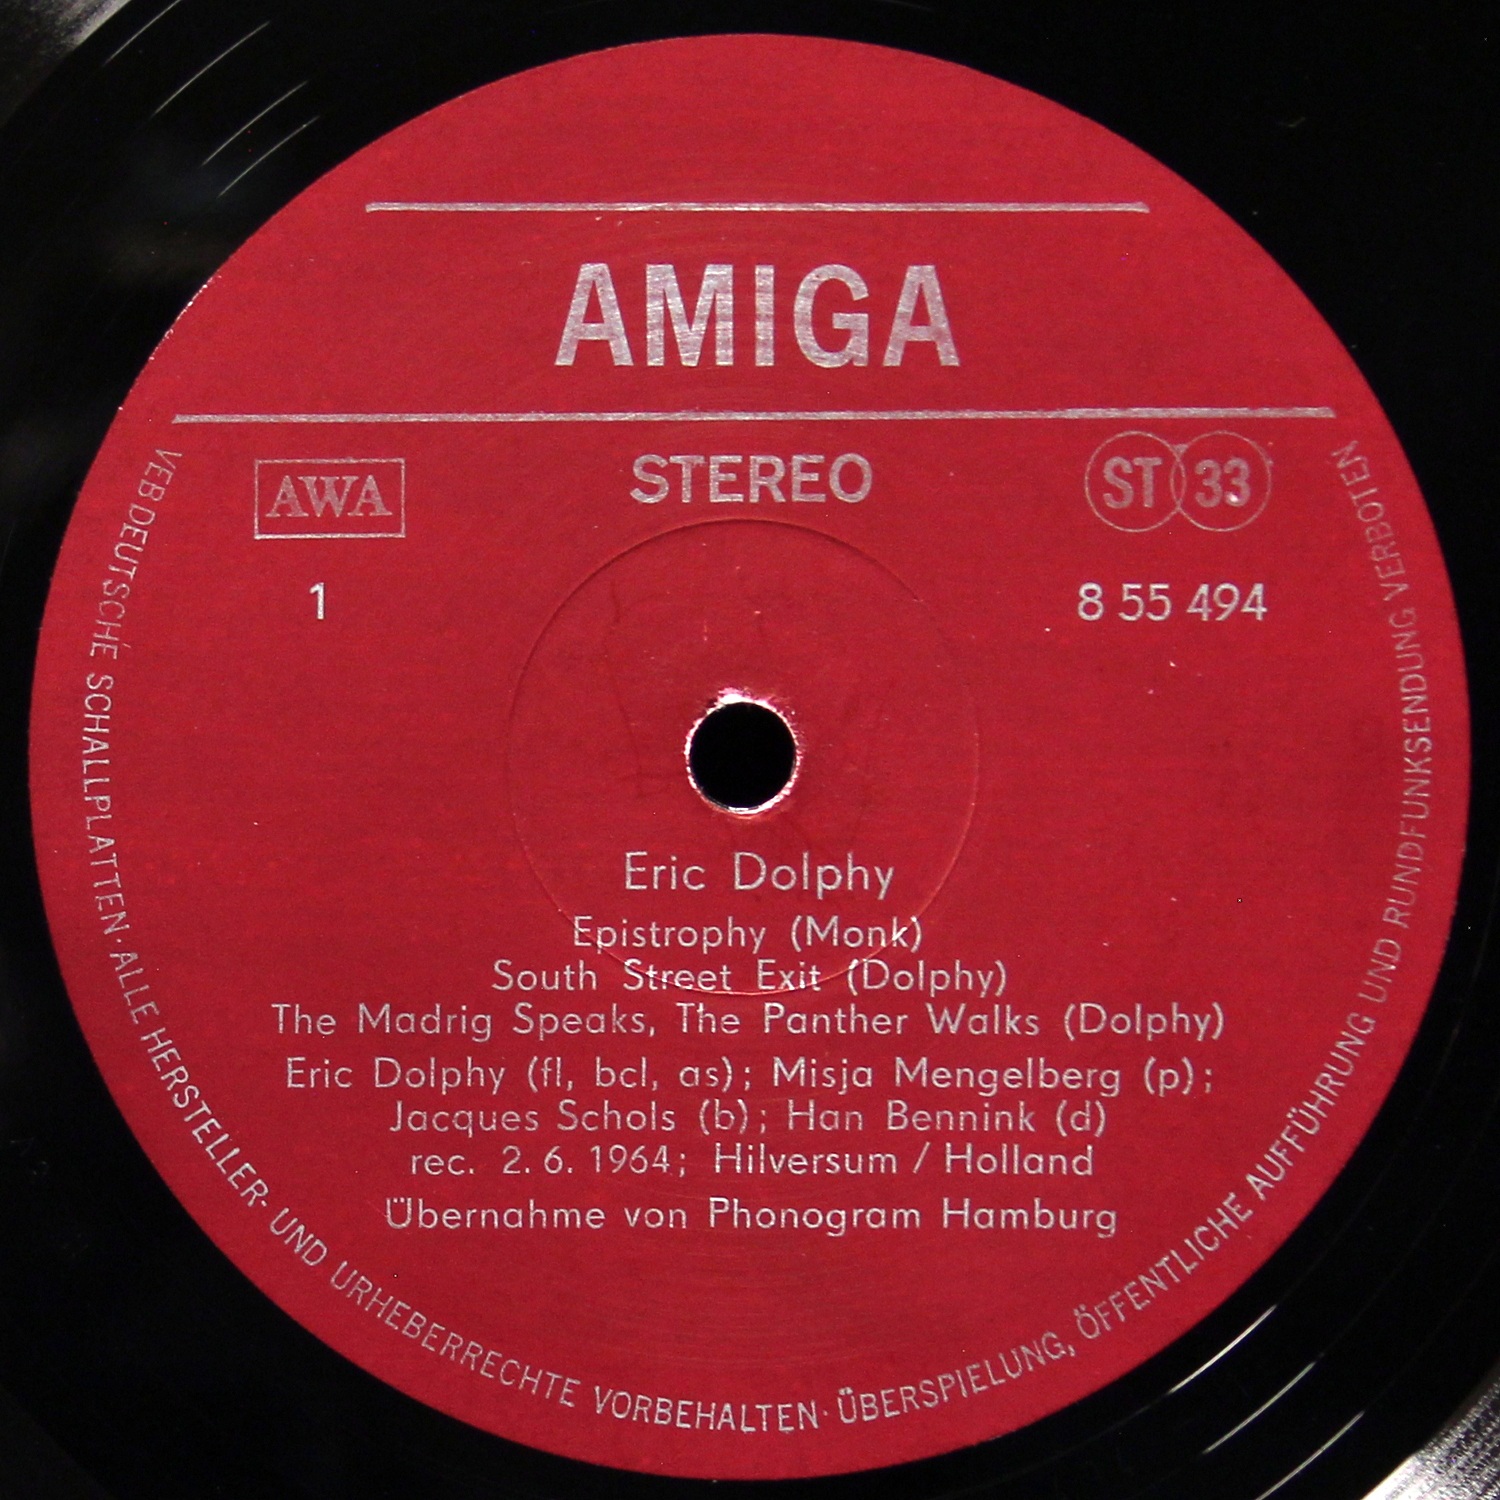 AMIGA
AWA
STEREO
ST 33
1
8 55 494
Eric Dolphy
Epistrophy (Monk)
South Street Exit (Dolphy)
The Madrig Speaks, The Panther Walks (Dolphy)
Eric Dolphy (fl, bcl, as); Misja Mengelberg (p);
Jacques Schols (b); Han Bennink (d)
rec. 2. 6. 1964; Hilversum / Holland
Übernahme von Phonogram Hamburg
VEB DEUTSCHE SCHALLPLATTEN · ALLE HERSTELLER- UND URHEBERRECHTE VORBEHALTEN · ÜBERSPIELUNG, ÖFFENTLICHE AUFFÜHRUNG UND RUNDFUNKSENDUNG VERBOTEN